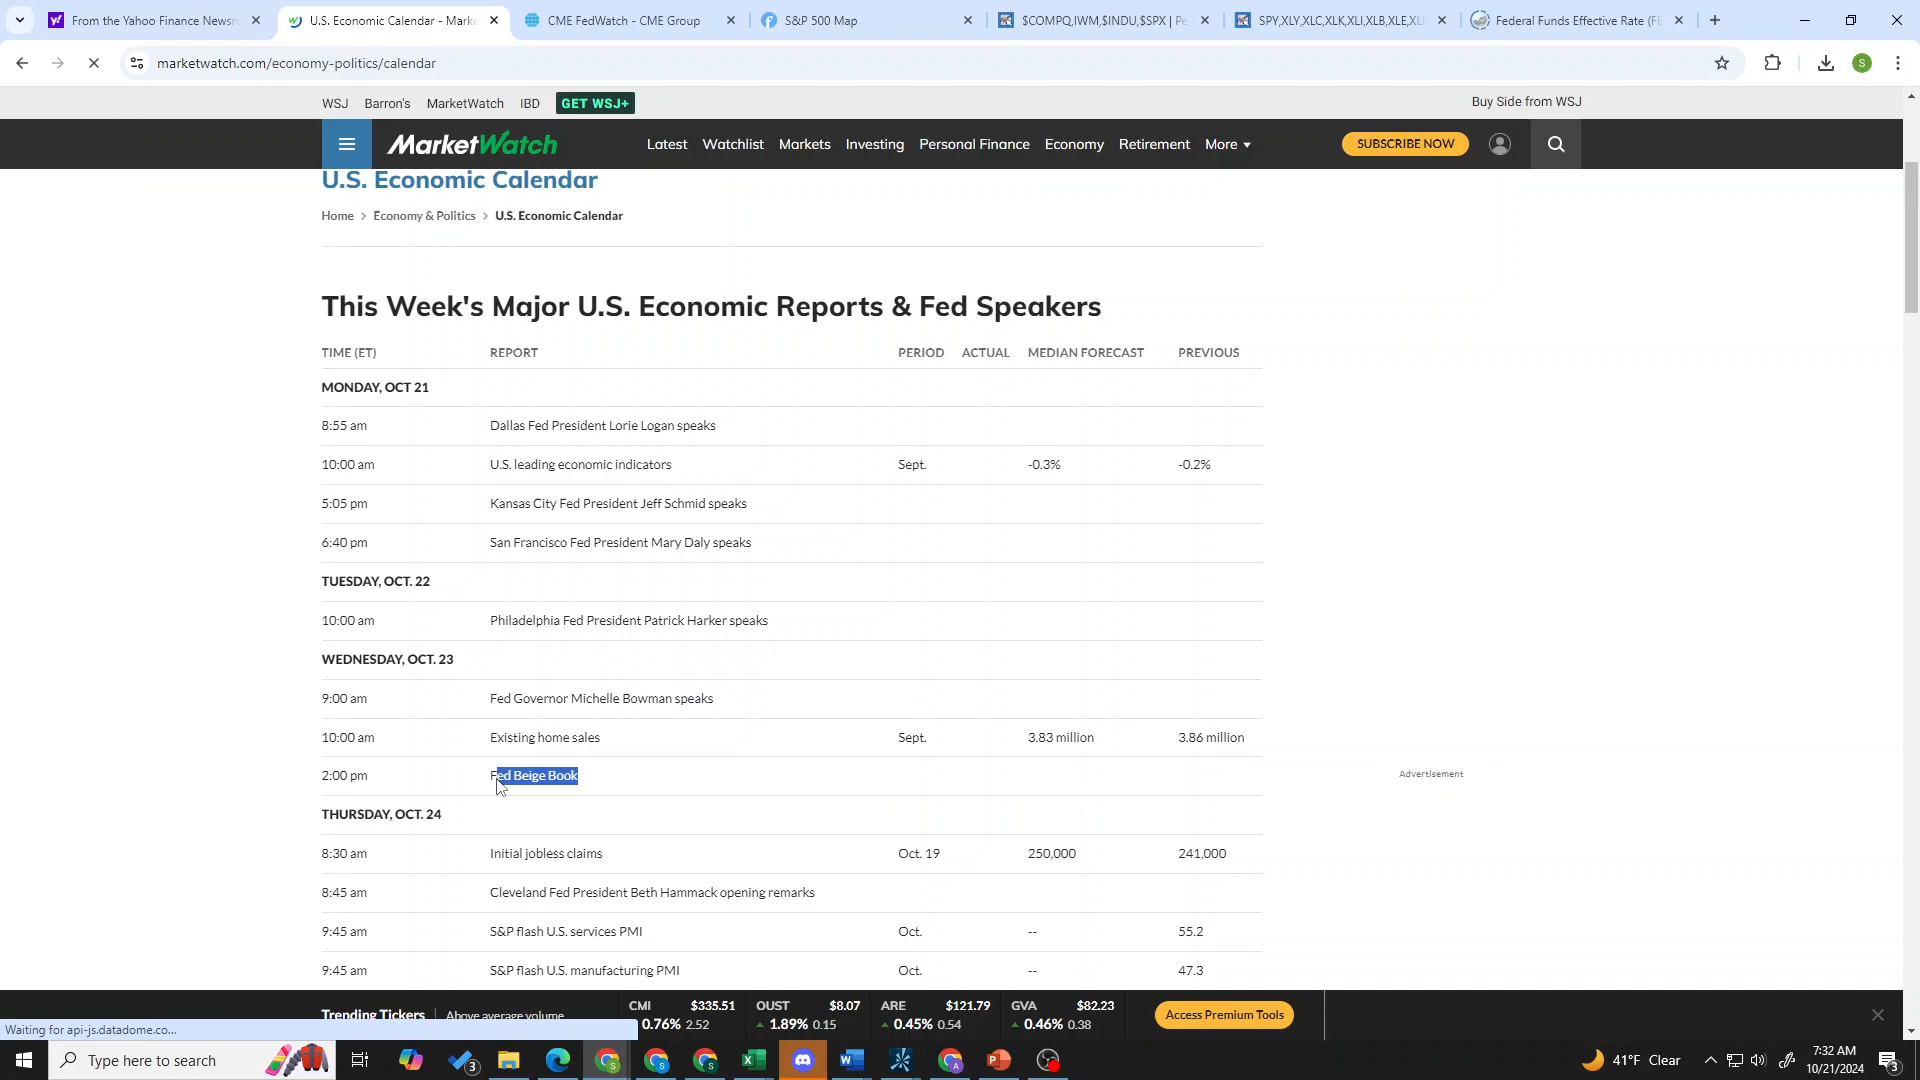 From the Yahoo Finance Newsr
U.S. Economic Calendar - Marke
CME FedWatch - CME Group
S&P 500 Map
$COMPQ,IWM,$INDU,$SPX | Pe
SPY,XLY,XLC,XLK,XLI,XLB,XLE,XL
Federal Funds Effective Rate (FE
marketwatch.com/economy-politics/calendar
S
WSJ Barron's MarketWatch IBD GET WSJ+ Buy Side from WSJ
MarketWatch Latest Watchlist Markets Investing Personal Finance Economy Retirement More SUBSCRIBE NOW
U.S. Economic Calendar
Home > Economy & Politics > U.S. Economic Calendar
This Week's Major U.S. Economic Reports & Fed Speakers
TIME (ET) REPORT PERIOD ACTUAL MEDIAN FORECAST PREVIOUS
MONDAY, OCT 21
8:55 am Dallas Fed President Lorie Logan speaks
10:00 am U.S. leading economic indicators Sept. -0.3% -0.2%
5:05 pm Kansas City Fed President Jeff Schmid speaks
6:40 pm San Francisco Fed President Mary Daly speaks
TUESDAY, OCT. 22
10:00 am Philadelphia Fed President Patrick Harker speaks
WEDNESDAY, OCT. 23
9:00 am Fed Governor Michelle Bowman speaks
10:00 am Existing home sales Sept. 3.83 million 3.86 million
2:00 pm Fed Beige Book
Advertisement
THURSDAY, OCT. 24
8:30 am Initial jobless claims Oct. 19 250,000 241,000
8:45 am Cleveland Fed President Beth Hammack opening remarks
9:45 am S&P flash U.S. services PMI Oct. -- 55.2
9:45 am S&P flash U.S. manufacturing PMI Oct. -- 47.3
Trending Tickers | Above average volume
CMI $335.51 OUST $8.07 ARE $121.79 GVA $82.23
0.76% 2.52 1.89% 0.15 0.45% 0.54 0.46% 0.38
Access Premium Tools
Waiting for api-js.datadome.co...
Type here to search
3
41°F Clear
7:32 AM
10/21/2024
3